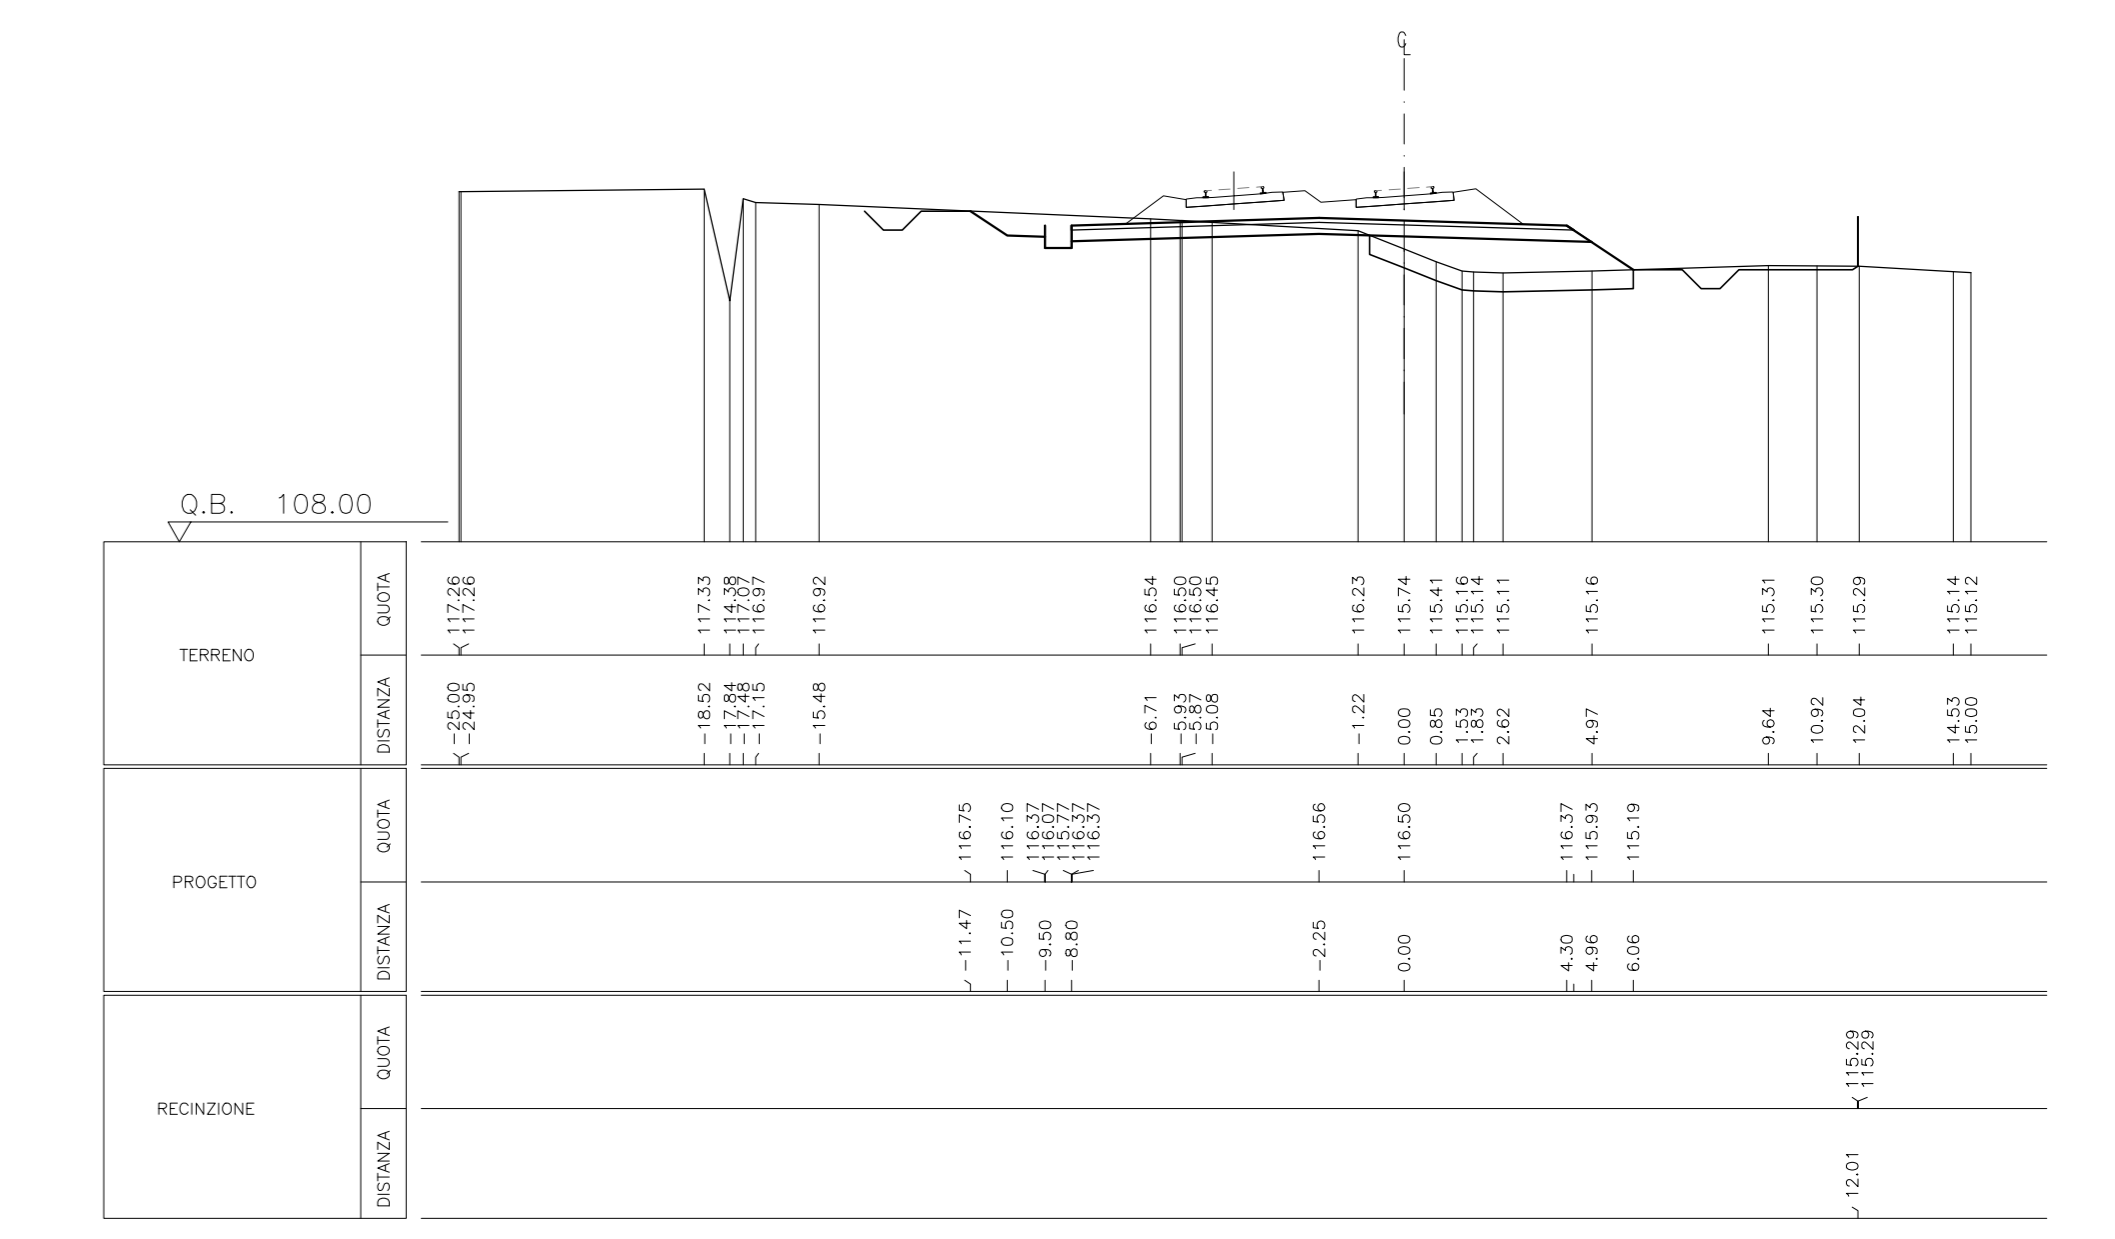 ℄
Q.B. 108.00
TERRENO
QUOTA
117.26 117.26 117.33 114.38 117.07 116.97 116.92 116.54 116.50 116.50 116.45 116.23 115.74 115.41 115.16 115.14 115.11 115.16 115.31 115.30 115.29 115.14 115.12
DISTANZA
-25.00 -24.95 -18.52 -17.84 -17.48 -17.15 -15.48 -6.71 -5.93 -5.87 -5.08 -1.22 0.00 0.85 1.53 1.83 2.62 4.97 9.64 10.92 12.04 14.53 15.00
PROGETTO
QUOTA
116.75 116.10 116.37 116.07 115.77 116.37 116.37 116.56 116.50 116.37 115.93 115.19
DISTANZA
-11.47 -10.50 -9.50 -8.80 -2.25 0.00 4.30 4.96 6.06
RECINZIONE
QUOTA
115.29 115.29
DISTANZA
12.01